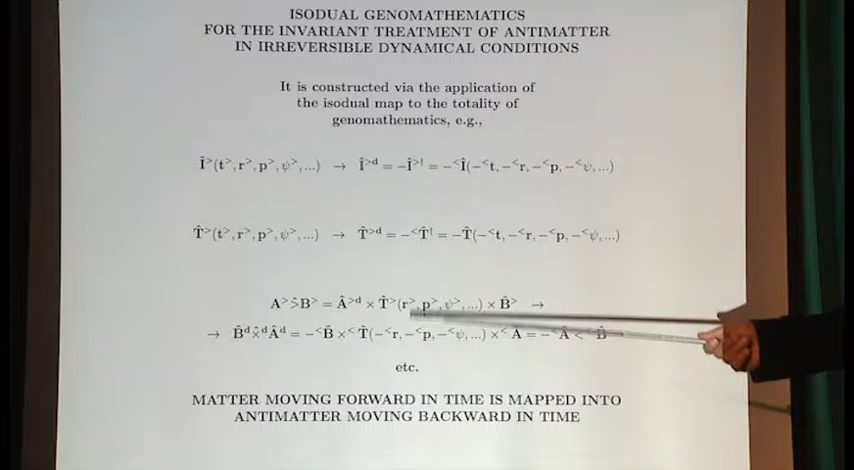 ISODUAL GENOMATHEMATICS
FOR THE INVARIANT TREATMENT OF ANTIMATTER
IN IRREVERSIBLE DYNAMICAL CONDITIONS
It is constructed via the application of
the isodual map to the totality of
genomathematics, e.g.,
Î^>(t^>, r^>, p^>, ψ^>, ...) → Î^>d = −Î^>† = −^<Î(−^<t, −^<r, −^<p, −^<ψ, ...)
T̂^>(t^>, r^>, p^>, ψ^>, ...) → T̂^>d = −^<T̂^† = −T̂(−^<t, −^<r, −^<p, −^<ψ, ...)
A^> >̂ B^> = Â^>d × T̂^>(r^>, p^>, ψ^>, ...) × B̂^> →
→ B̂^d ×̂^d Â^d = −^<B̂ ×^< T̂(−^<r, −^<p, −^<ψ, ...) ×^< Â = −^<Â <
etc.
MATTER MOVING FORWARD IN TIME IS MAPPED INTO
ANTIMATTER MOVING BACKWARD IN TIME